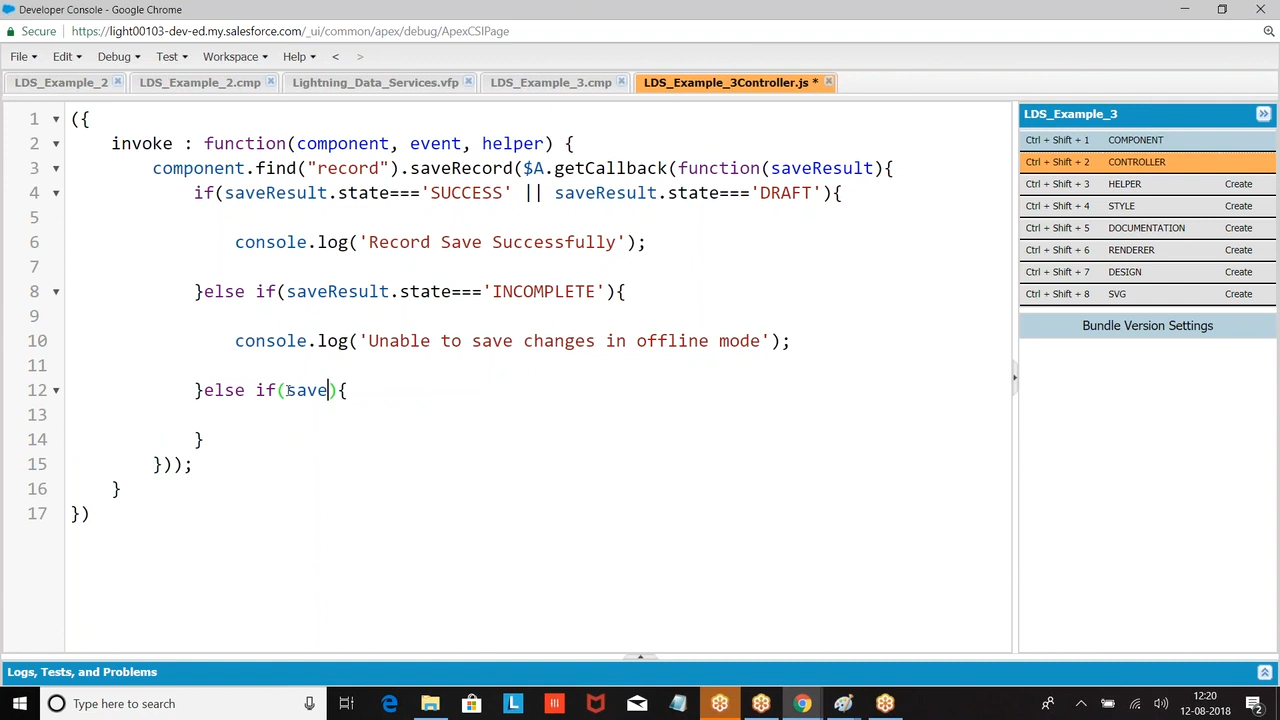 Developer Console - Google Chrome
Secure https://light00103-dev-ed.my.salesforce.com/_ui/common/apex/debug/ApexCSIPage
File Edit Debug Test Workspace Help < >
LDS_Example_2 LDS_Example_2.cmp Lightning_Data_Services.vfp LDS_Example_3.cmp LDS_Example_3Controller.js *
1 ({
2 invoke : function(component, event, helper) {
3 component.find("record").saveRecord($A.getCallback(function(saveResult){
4 if(saveResult.state==='SUCCESS' || saveResult.state==='DRAFT'){
5
6 console.log('Record Save Successfully');
7
8 }else if(saveResult.state==='INCOMPLETE'){
9
10 console.log('Unable to save changes in offline mode');
11
12 }else if(save){
13
14 }
15 }));
16 }
17 })
LDS_Example_3
Ctrl + Shift + 1 COMPONENT
Ctrl + Shift + 2 CONTROLLER
Ctrl + Shift + 3 HELPER Create
Ctrl + Shift + 4 STYLE Create
Ctrl + Shift + 5 DOCUMENTATION Create
Ctrl + Shift + 6 RENDERER Create
Ctrl + Shift + 7 DESIGN Create
Ctrl + Shift + 8 SVG Create
Bundle Version Settings
Logs, Tests, and Problems
Type here to search
12:20
12-08-2018